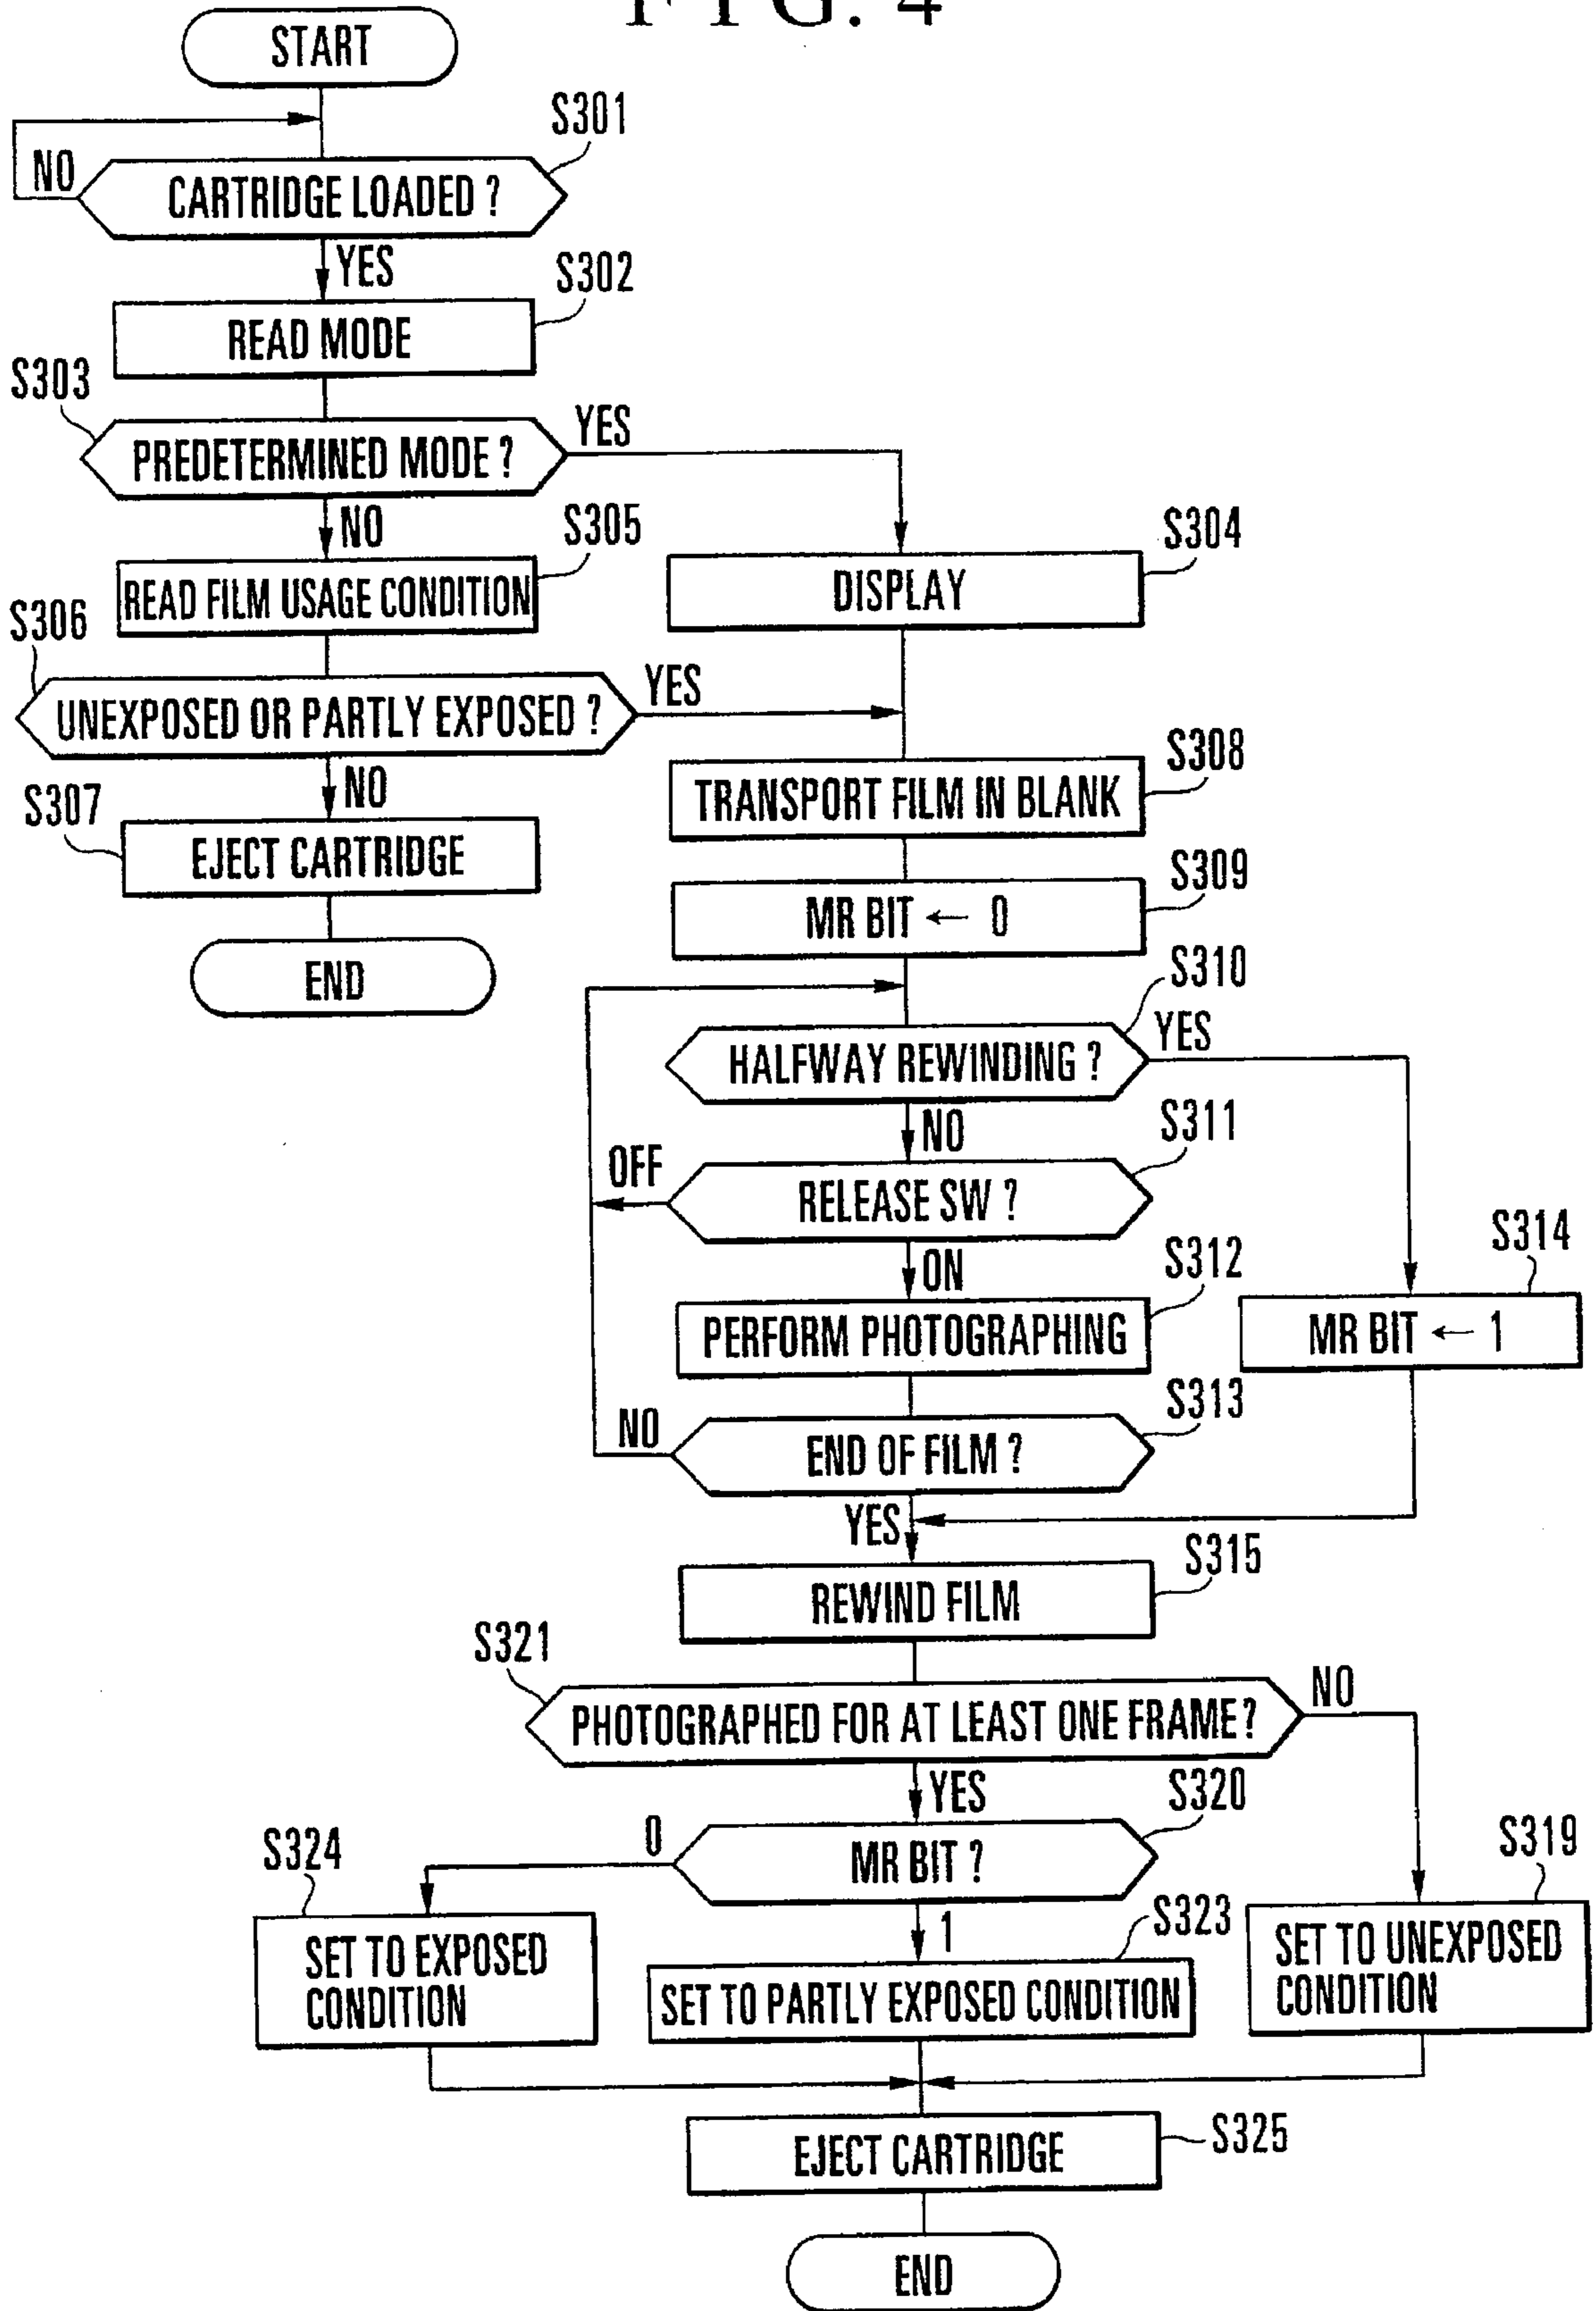 FIG. 4
START
S301
NO
CARTRIDGE LOADED ?
YES
S302
READ MODE
S303
PREDETERMINED MODE ?
YES
NO
S305
READ FILM USAGE CONDITION
S304
DISPLAY
S306
UNEXPOSED OR PARTLY EXPOSED ?
YES
NO
S307
EJECT CARTRIDGE
END
S308
TRANSPORT FILM IN BLANK
S309
MR BIT ← 0
S310
HALFWAY REWINDING ?
YES
NO
S311
OFF
RELEASE SW ?
ON
S312
PERFORM PHOTOGRAPHING
S314
MR BIT ← 1
S313
NO
END OF FILM ?
YES
S315
REWIND FILM
S321
PHOTOGRAPHED FOR AT LEAST ONE FRAME?
NO
YES
S320
0
MR BIT ?
1
S324
SET TO EXPOSED
CONDITION
S323
SET TO PARTLY EXPOSED CONDITION
S319
SET TO UNEXPOSED
CONDITION
S325
EJECT CARTRIDGE
END